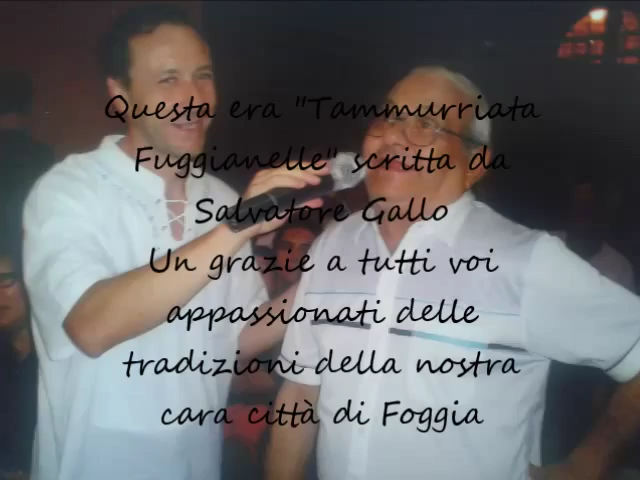 Questa era "Tammurriata
Fuggianelle" scritta da
Salvatore Gallo
Un grazie a tutti voi
appassionati delle
tradizioni della nostra
cara città di Foggia